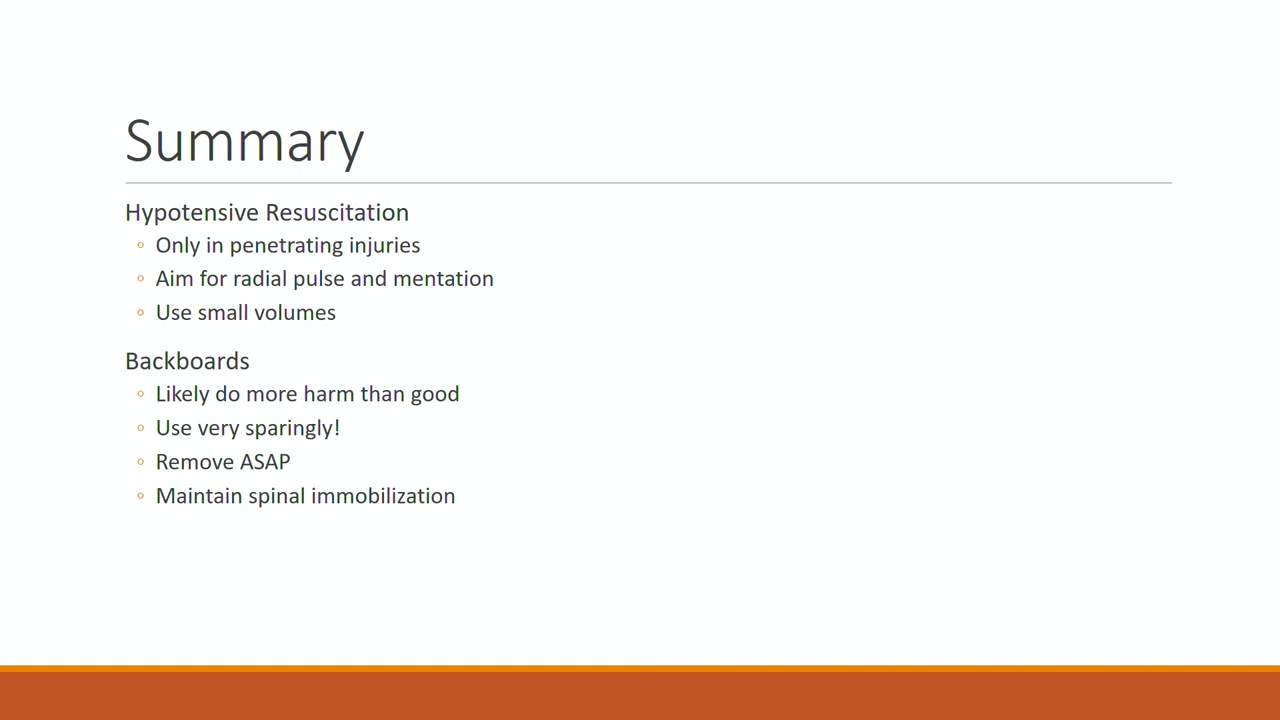 Summary
Hypotensive Resuscitation
◦ Only in penetrating injuries
◦ Aim for radial pulse and mentation
◦ Use small volumes
Backboards
◦ Likely do more harm than good
◦ Use very sparingly!
◦ Remove ASAP
◦ Maintain spinal immobilization